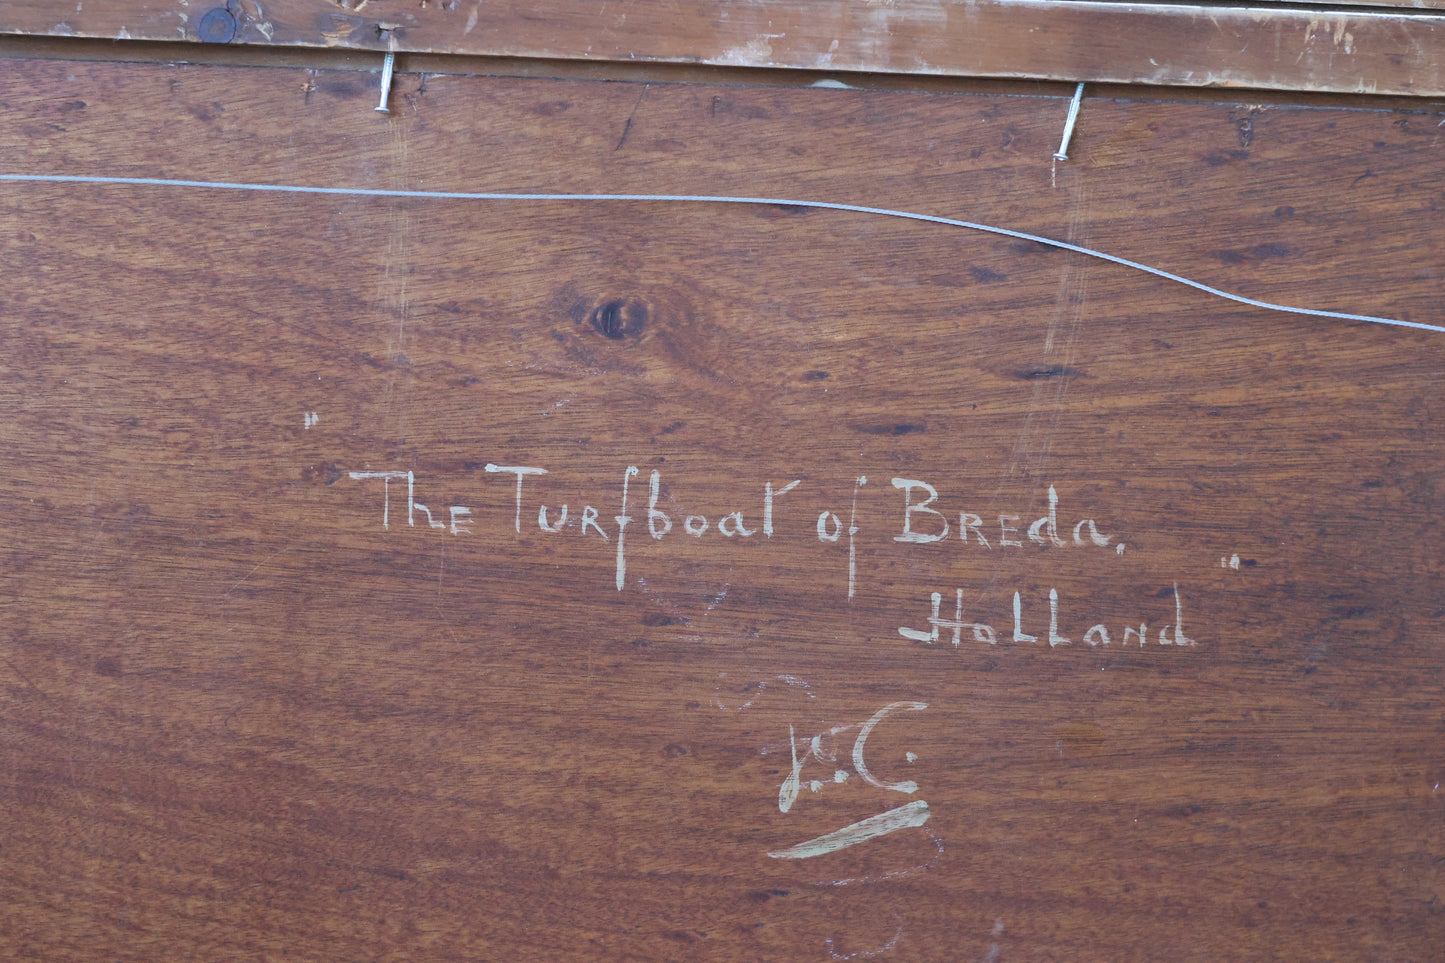 "The Turfboat of Breda,
Holland"
J.C.